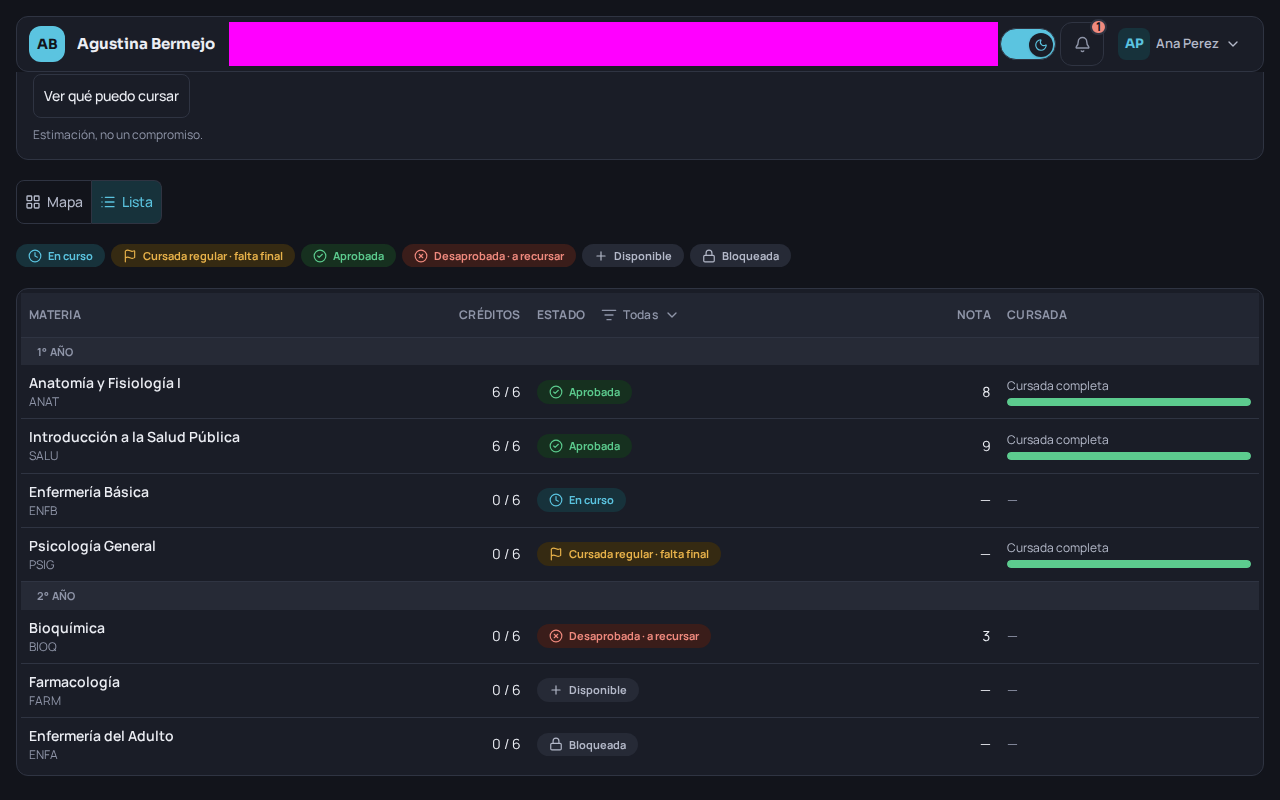 AB Agustina Bermejo 1 AP Ana Perez
Ver qué puedo cursar
Estimación, no un compromiso.
Mapa Lista
En curso Cursada regular · falta final Aprobada Desaprobada · a recursar Disponible Bloqueada
MATERIA CRÉDITOS ESTADO Todas NOTA CURSADA
1° AÑO
Anatomía y Fisiología I
ANAT
6 / 6 Aprobada 8 Cursada completa
Introducción a la Salud Pública
SALU
6 / 6 Aprobada 9 Cursada completa
Enfermería Básica
ENFB
0 / 6 En curso — —
Psicología General
PSIG
0 / 6 Cursada regular · falta final — Cursada completa
2° AÑO
Bioquímica
BIOQ
0 / 6 Desaprobada · a recursar 3 —
Farmacología
FARM
0 / 6 Disponible — —
Enfermería del Adulto
ENFA
0 / 6 Bloqueada — —